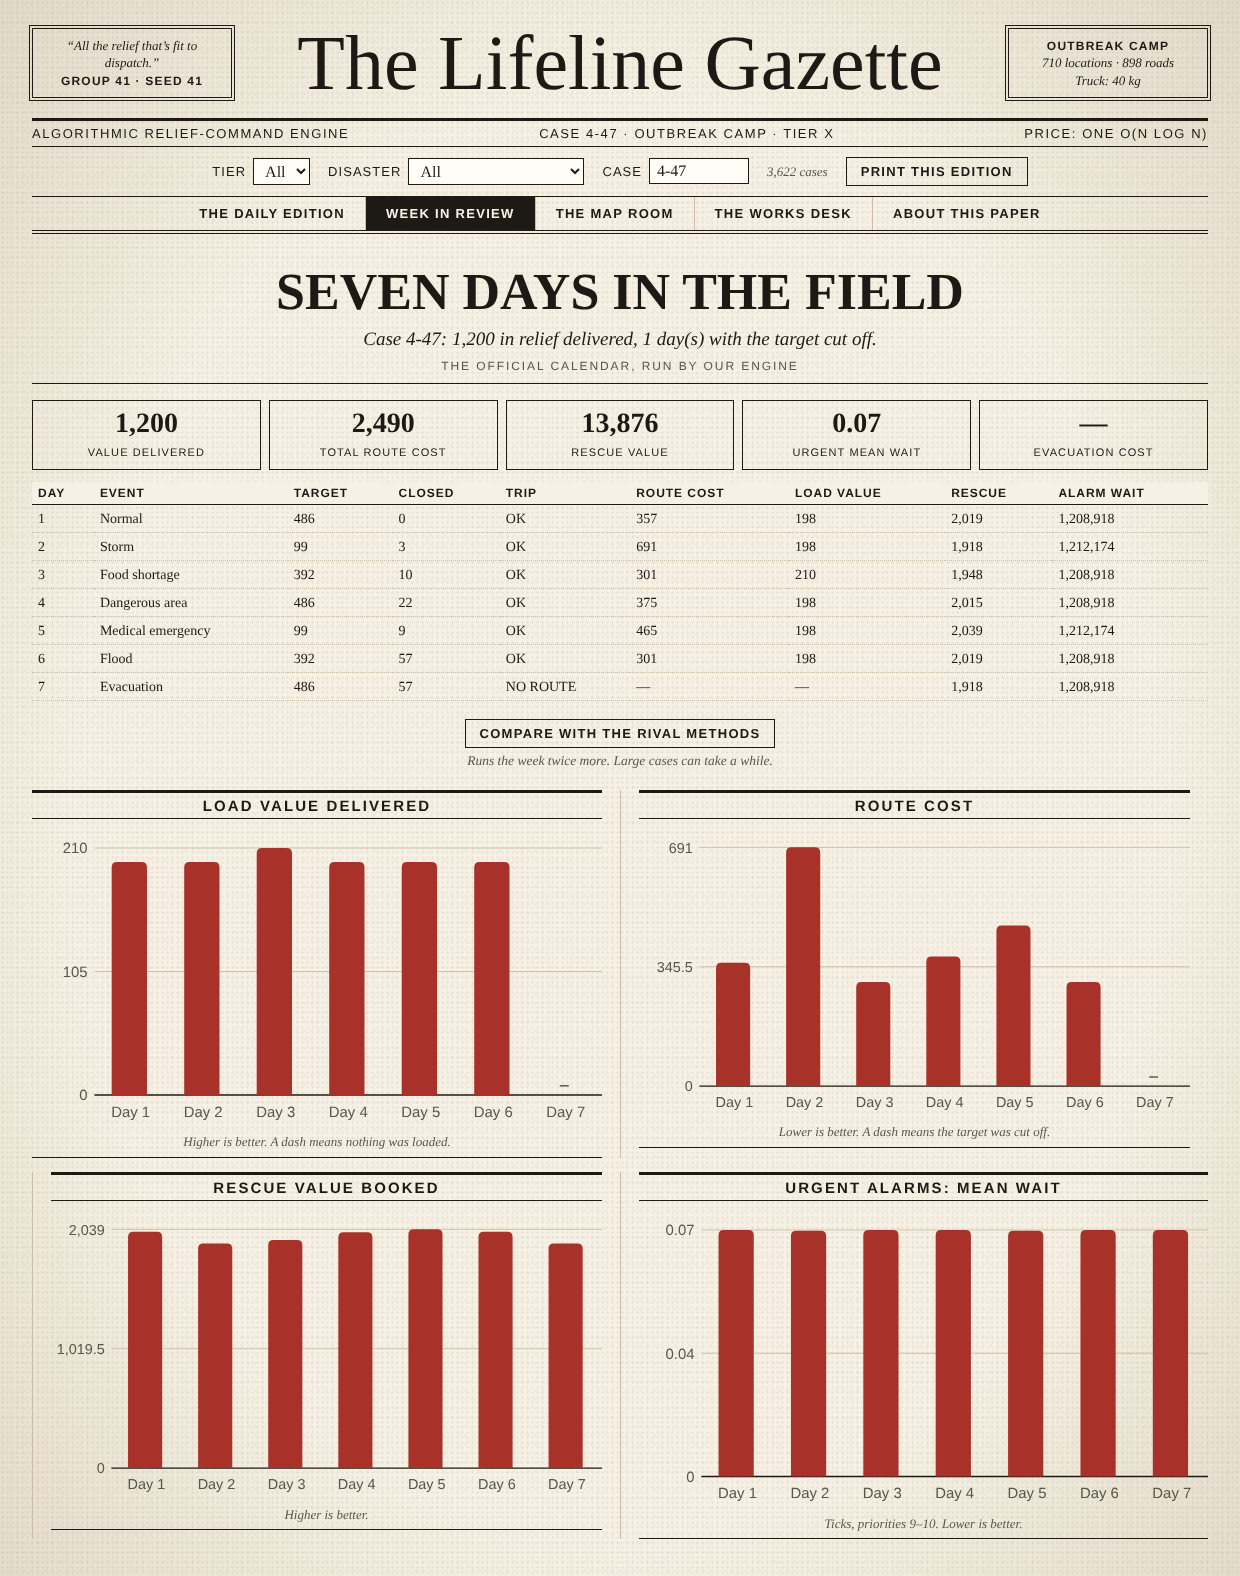 “All the relief that’s fit to
dispatch.”
GROUP 41 · SEED 41
The Lifeline Gazette
OUTBREAK CAMP
710 locations · 898 roads
Truck: 40 kg
ALGORITHMIC RELIEF-COMMAND ENGINE CASE 4-47 · OUTBREAK CAMP · TIER X PRICE: ONE O(N LOG N)
TIER All DISASTER All CASE 4-47 3,622 cases PRINT THIS EDITION
THE DAILY EDITION WEEK IN REVIEW THE MAP ROOM THE WORKS DESK ABOUT THIS PAPER
SEVEN DAYS IN THE FIELD
Case 4-47: 1,200 in relief delivered, 1 day(s) with the target cut off.
THE OFFICIAL CALENDAR, RUN BY OUR ENGINE
1,200 2,490 13,876 0.07 —
VALUE DELIVERED TOTAL ROUTE COST RESCUE VALUE URGENT MEAN WAIT EVACUATION COST
DAY EVENT TARGET CLOSED TRIP ROUTE COST LOAD VALUE RESCUE ALARM WAIT
1 Normal 486 0 OK 357 198 2,019 1,208,918
2 Storm 99 3 OK 691 198 1,918 1,212,174
3 Food shortage 392 10 OK 301 210 1,948 1,208,918
4 Dangerous area 486 22 OK 375 198 2,015 1,208,918
5 Medical emergency 99 9 OK 465 198 2,039 1,212,174
6 Flood 392 57 OK 301 198 2,019 1,208,918
7 Evacuation 486 57 NO ROUTE — — 1,918 1,208,918
COMPARE WITH THE RIVAL METHODS
Runs the week twice more. Large cases can take a while.
LOAD VALUE DELIVERED
210
105
0
–
Day 1 Day 2 Day 3 Day 4 Day 5 Day 6 Day 7
Higher is better. A dash means nothing was loaded.
ROUTE COST
691
345.5
0
–
Day 1 Day 2 Day 3 Day 4 Day 5 Day 6 Day 7
Lower is better. A dash means the target was cut off.
RESCUE VALUE BOOKED
2,039
1,019.5
0
Day 1 Day 2 Day 3 Day 4 Day 5 Day 6 Day 7
Higher is better.
URGENT ALARMS: MEAN WAIT
0.07
0.04
0
Day 1 Day 2 Day 3 Day 4 Day 5 Day 6 Day 7
Ticks, priorities 9–10. Lower is better.